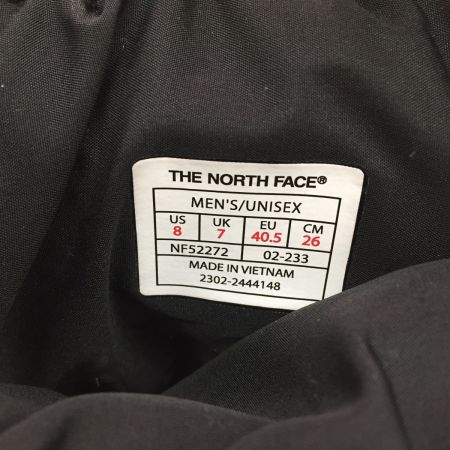 THE NORTH FACE®
MEN'S/UNISEX
US UK EU CM
8 7 40.5 26
NF52272 02-233
MADE IN VIETNAM
2302-2444148